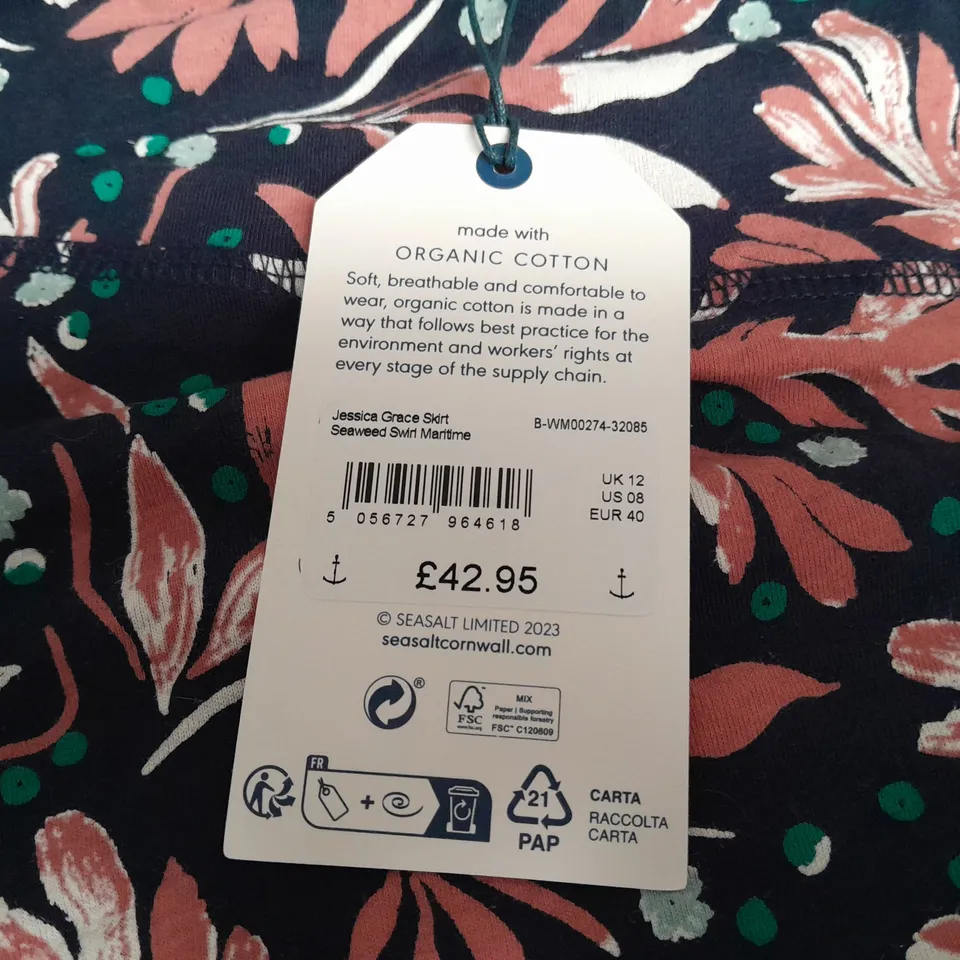 made with
ORGANIC COTTON
Soft, breathable and comfortable to
wear, organic cotton is made in a
way that follows best practice for the
environment and workers' rights at
every stage of the supply chain.
Jessica Grace Skirt
Seaweed Swirl Maritime
B-WM00274-32085
UK 12
US 08
EUR 40
5 056727 964618
£42.95
© SEASALT LIMITED 2023
seasaltcornwall.com
®
FSC
www.fsc.org
MIX
Paper | Supporting
responsible forestry
FSC™ C120609
FR
+
21
PAP
CARTA
RACCOLTA
CARTA